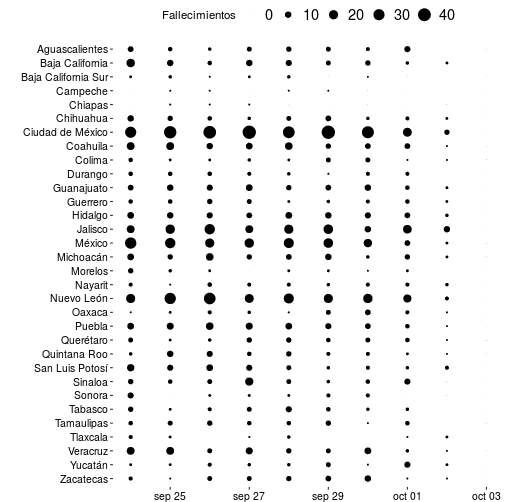 Fallecimientos 0 10 20 30 40
Aguascalientes
Baja California
Baja California Sur
Campeche
Chiapas
Chihuahua
Ciudad de México
Coahuila
Colima
Durango
Guanajuato
Guerrero
Hidalgo
Jalisco
México
Michoacán
Morelos
Nayarit
Nuevo León
Oaxaca
Puebla
Querétaro
Quintana Roo
San Luis Potosí
Sinaloa
Sonora
Tabasco
Tamaulipas
Tlaxcala
Veracruz
Yucatán
Zacatecas
sep 25 sep 27 sep 29 oct 01 oct 03